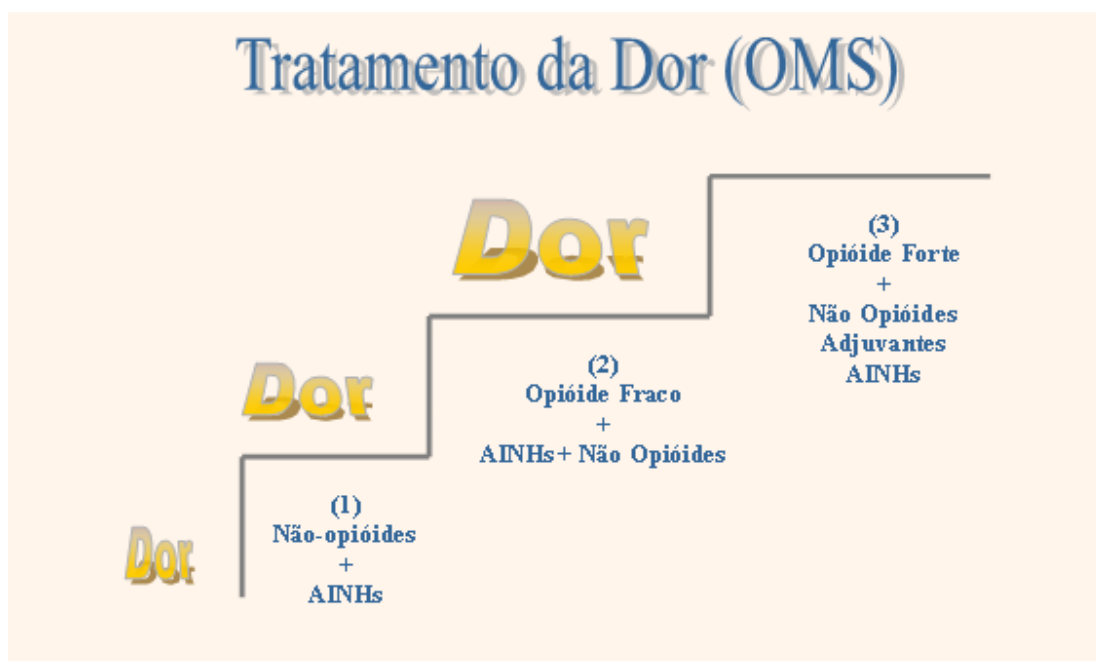 Tratamento da Dor (OMS)
Dor
(3)
Opióide Forte
+
Não Opióides
Adjuvantes
AINHs
Dor
(2)
Opióide Fraco
+
AINHs+ Não Opióides
Dor
(1)
Não-opióides
+
AINHs